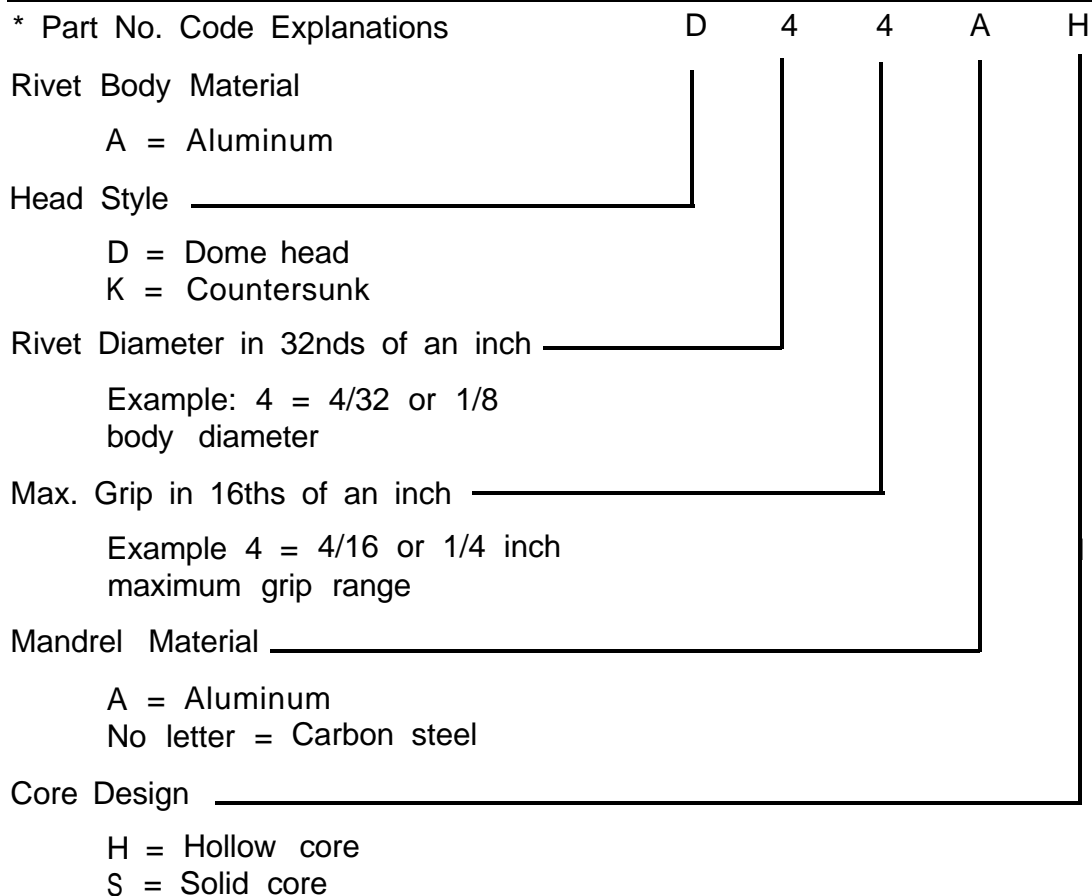 * Part No. Code Explanations D 4 4 A H
Rivet Body Material
A = Aluminum
Head Style
D = Dome head
K = Countersunk
Rivet Diameter in 32nds of an inch
Example: 4 = 4/32 or 1/8
body diameter
Max. Grip in 16ths of an inch
Example 4 = 4/16 or 1/4 inch
maximum grip range
Mandrel Material
A = Aluminum
No letter = Carbon steel
Core Design
H = Hollow core
S = Solid core